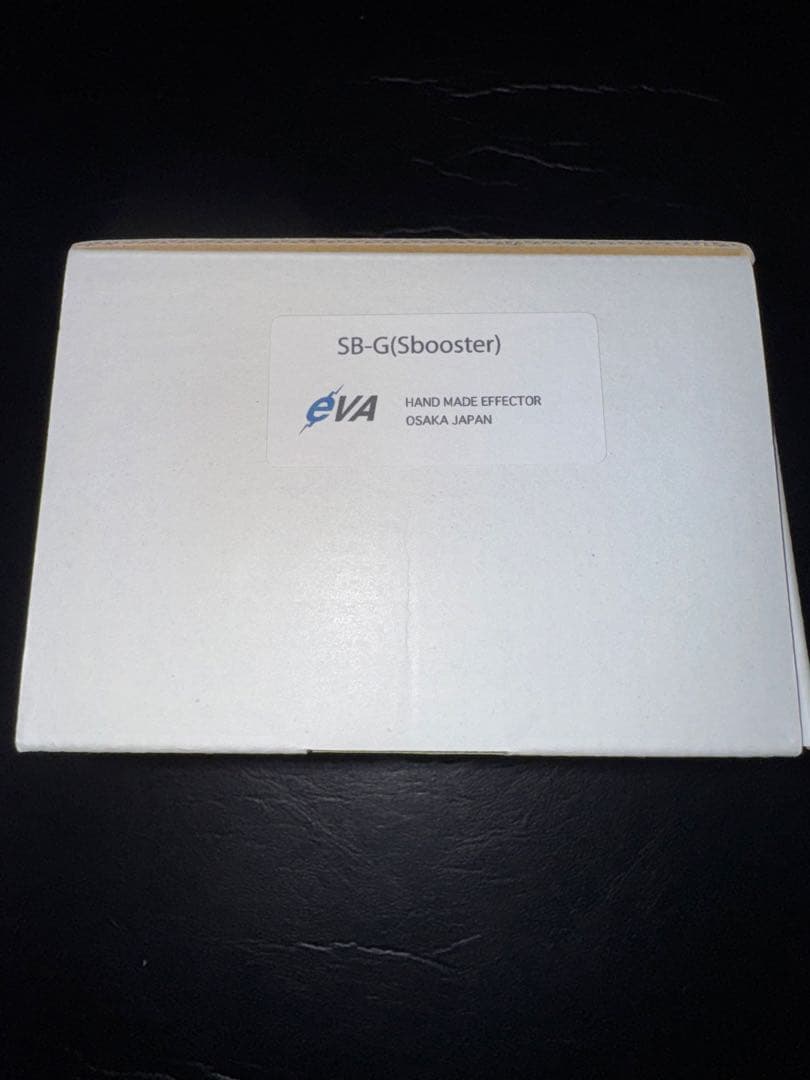 SB-G(Sbooster)
eVA
HAND MADE EFFECTOR
OSAKA JAPAN